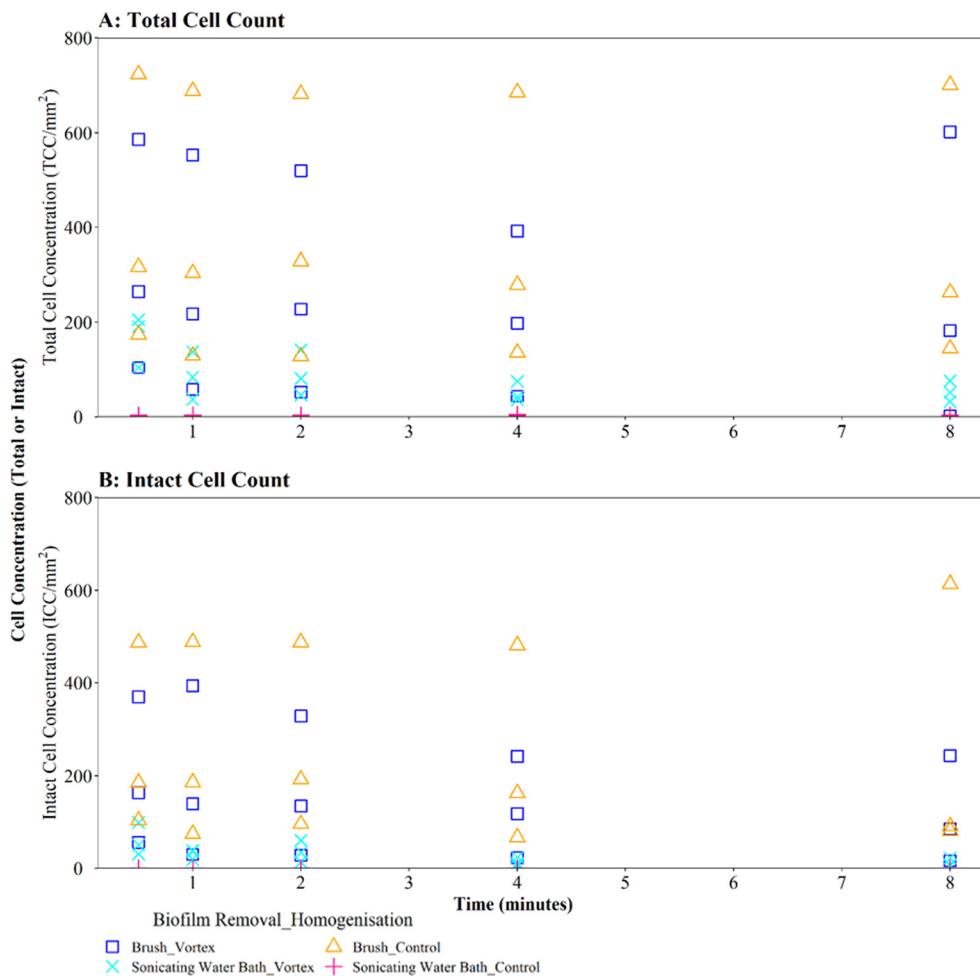 A: Total Cell Count
800
600
400
200
0
Total Cell Concentration (TCC/mm²)
1 2 3 4 5 6 7 8
Cell Concentration (Total or Intact)
B: Intact Cell Count
800
600
400
200
0
Intact Cell Concentration (ICC/mm²)
1 2 3 4 5 6 7 8
Time (minutes)
Biofilm Removal_Homogenisation
Brush_Vortex Brush_Control
Sonicating Water Bath_Vortex Sonicating Water Bath_Control